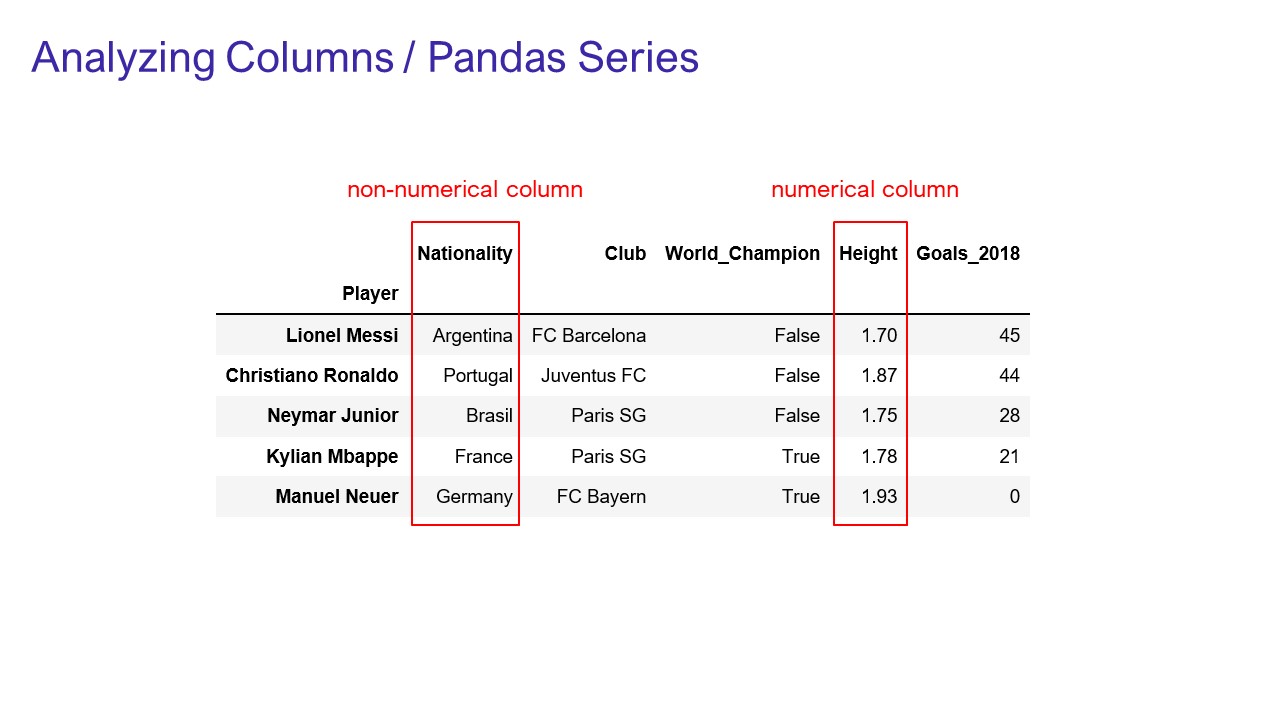 Analyzing Columns / Pandas Series
non-numerical column numerical column
Nationality Club World_Champion Height Goals_2018
Player
Lionel Messi Argentina FC Barcelona False 1.70 45
Christiano Ronaldo Portugal Juventus FC False 1.87 44
Neymar Junior Brasil Paris SG False 1.75 28
Kylian Mbappe France Paris SG True 1.78 21
Manuel Neuer Germany FC Bayern True 1.93 0